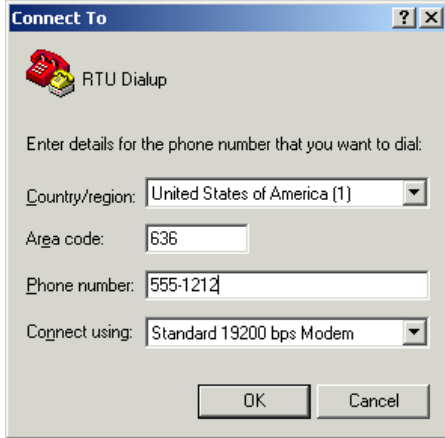 Connect To
RTU Dialup
Enter details for the phone number that you want to dial:
Country/region: United States of America (1)
Area code: 636
Phone number: 555-1212
Connect using: Standard 19200 bps Modem
OK Cancel